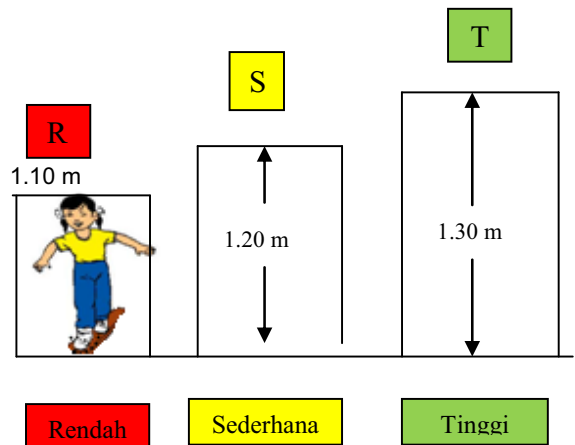 T
S
R
1.10 m
1.20 m
1.30 m
Rendah
Sederhana
Tinggi